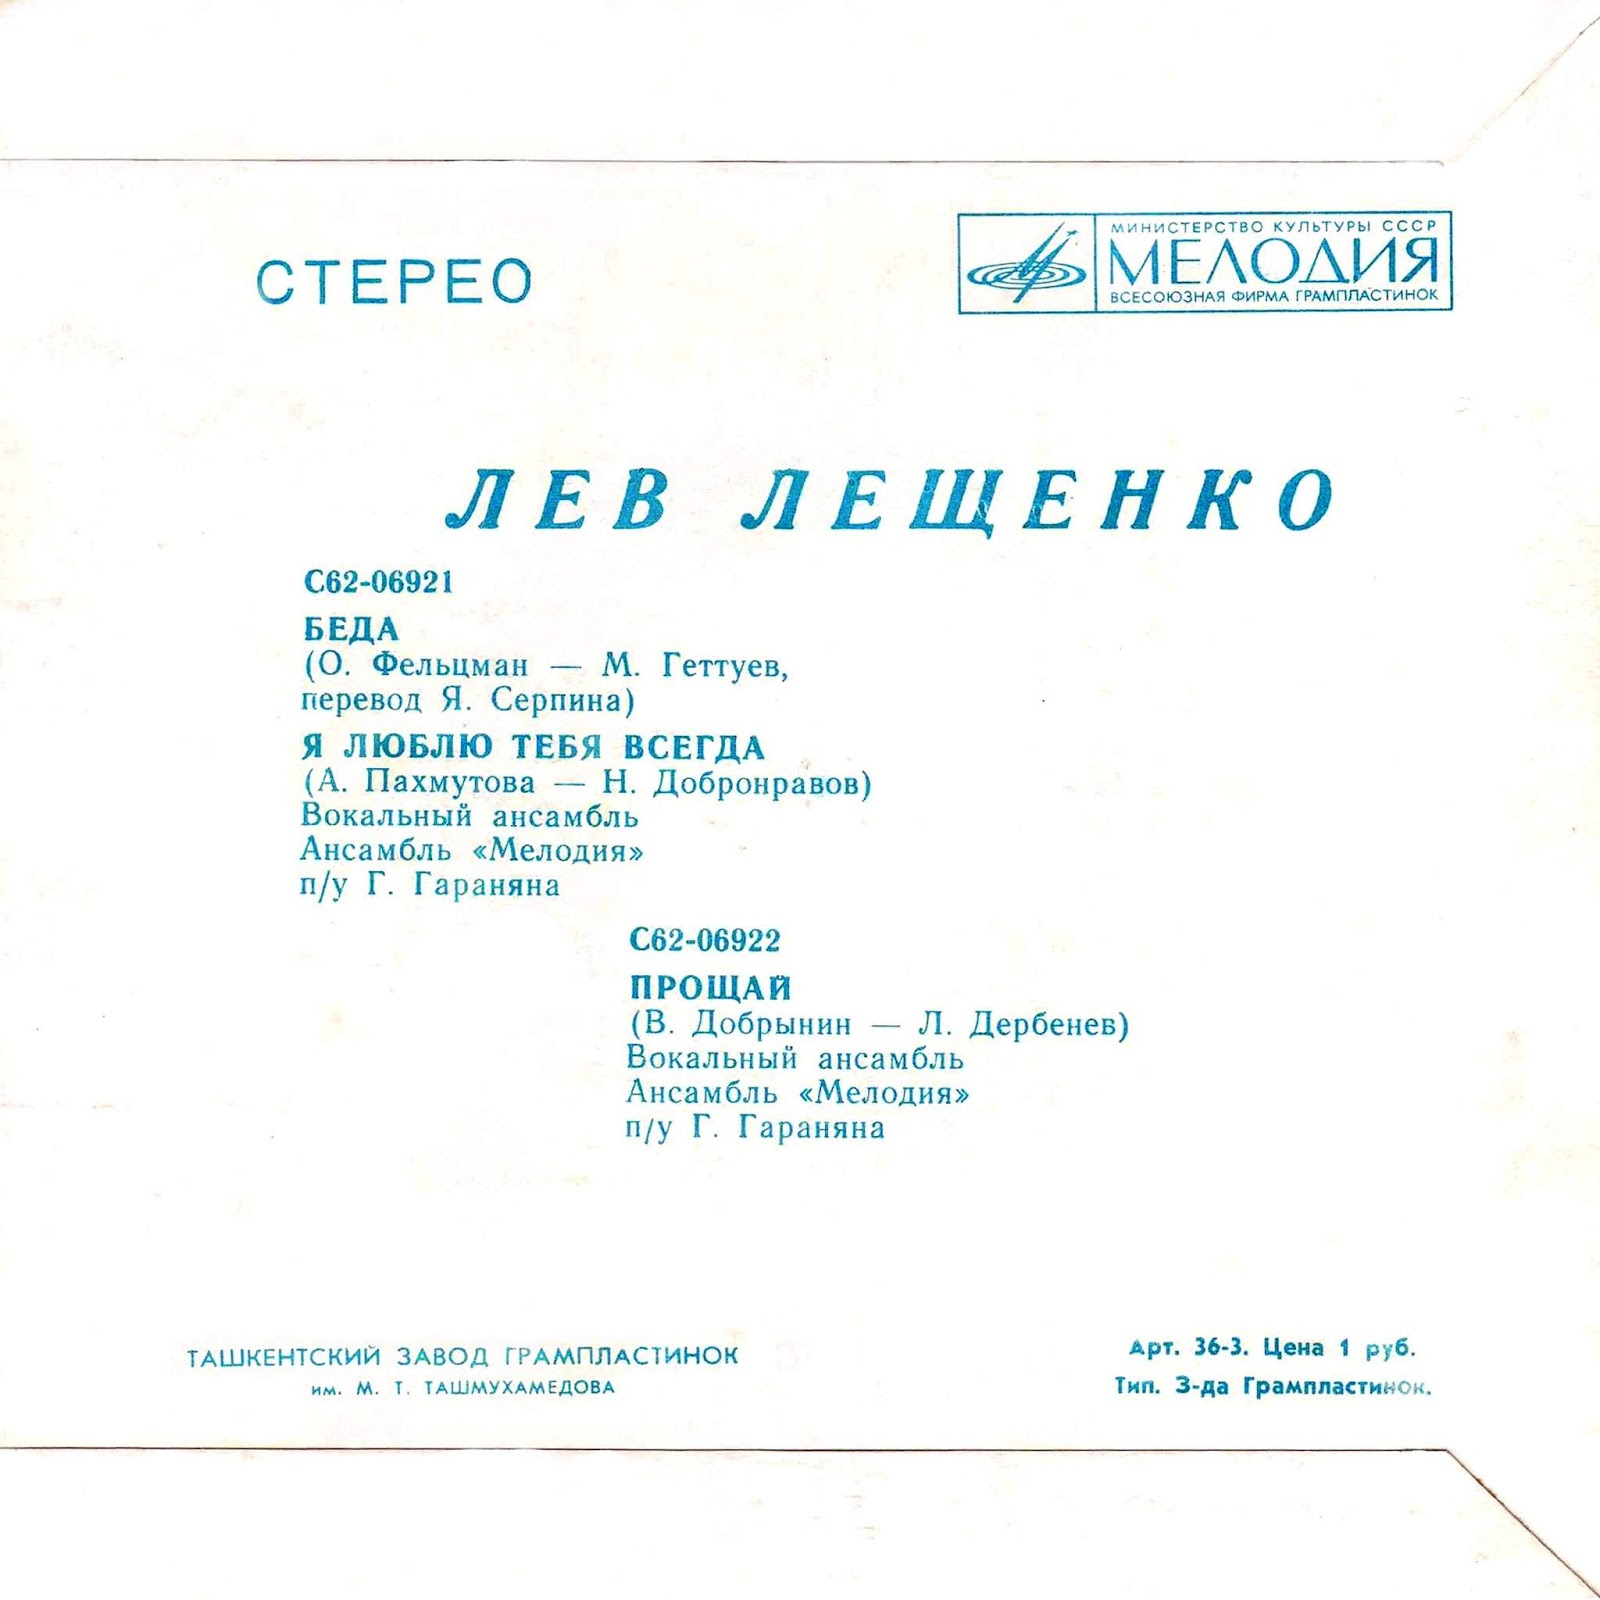 СТЕРЕО
МИНИСТЕРСТВО КУЛЬТУРЫ СССР
МЕЛОДИЯ
ВСЕСОЮЗНАЯ ФИРМА ГРАМПЛАСТИНОК
ЛЕВ ЛЕЩЕНКО
С62-06921
БЕДА
(О. Фельцман — М. Геттуев,
перевод Я. Серпина)
Я ЛЮБЛЮ ТЕБЯ ВСЕГДА
(А. Пахмутова — Н. Добронравов)
Вокальный ансамбль
Ансамбль «Мелодия»
п/у Г. Гараняна
С62-06922
ПРОЩАЙ
(В. Добрынин — Л. Дербенев)
Вокальный ансамбль
Ансамбль «Мелодия»
п/у Г. Гараняна
ТАШКЕНТСКИЙ ЗАВОД ГРАМПЛАСТИНОК
им. М. Т. ТАШМУХАМЕДОВА
Арт. 36-3. Цена 1 руб.
Тип. З-да Грампластинок.